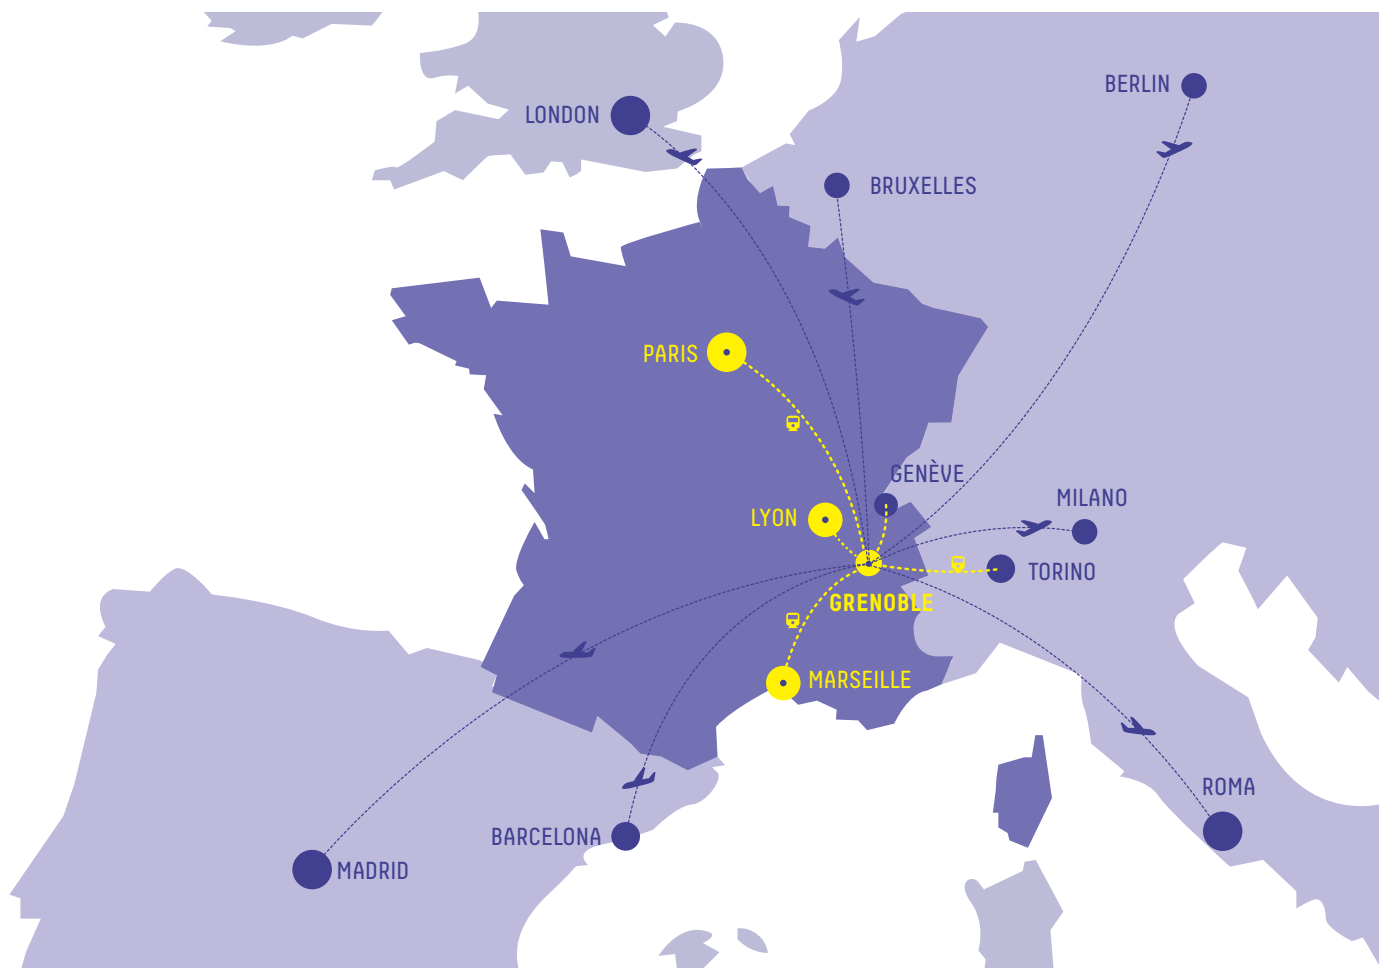 BERLIN
LONDON
BRUXELLES
PARIS
GENÈVE
MILANO
LYON
TORINO
GRENOBLE
MARSEILLE
ROMA
BARCELONA
MADRID